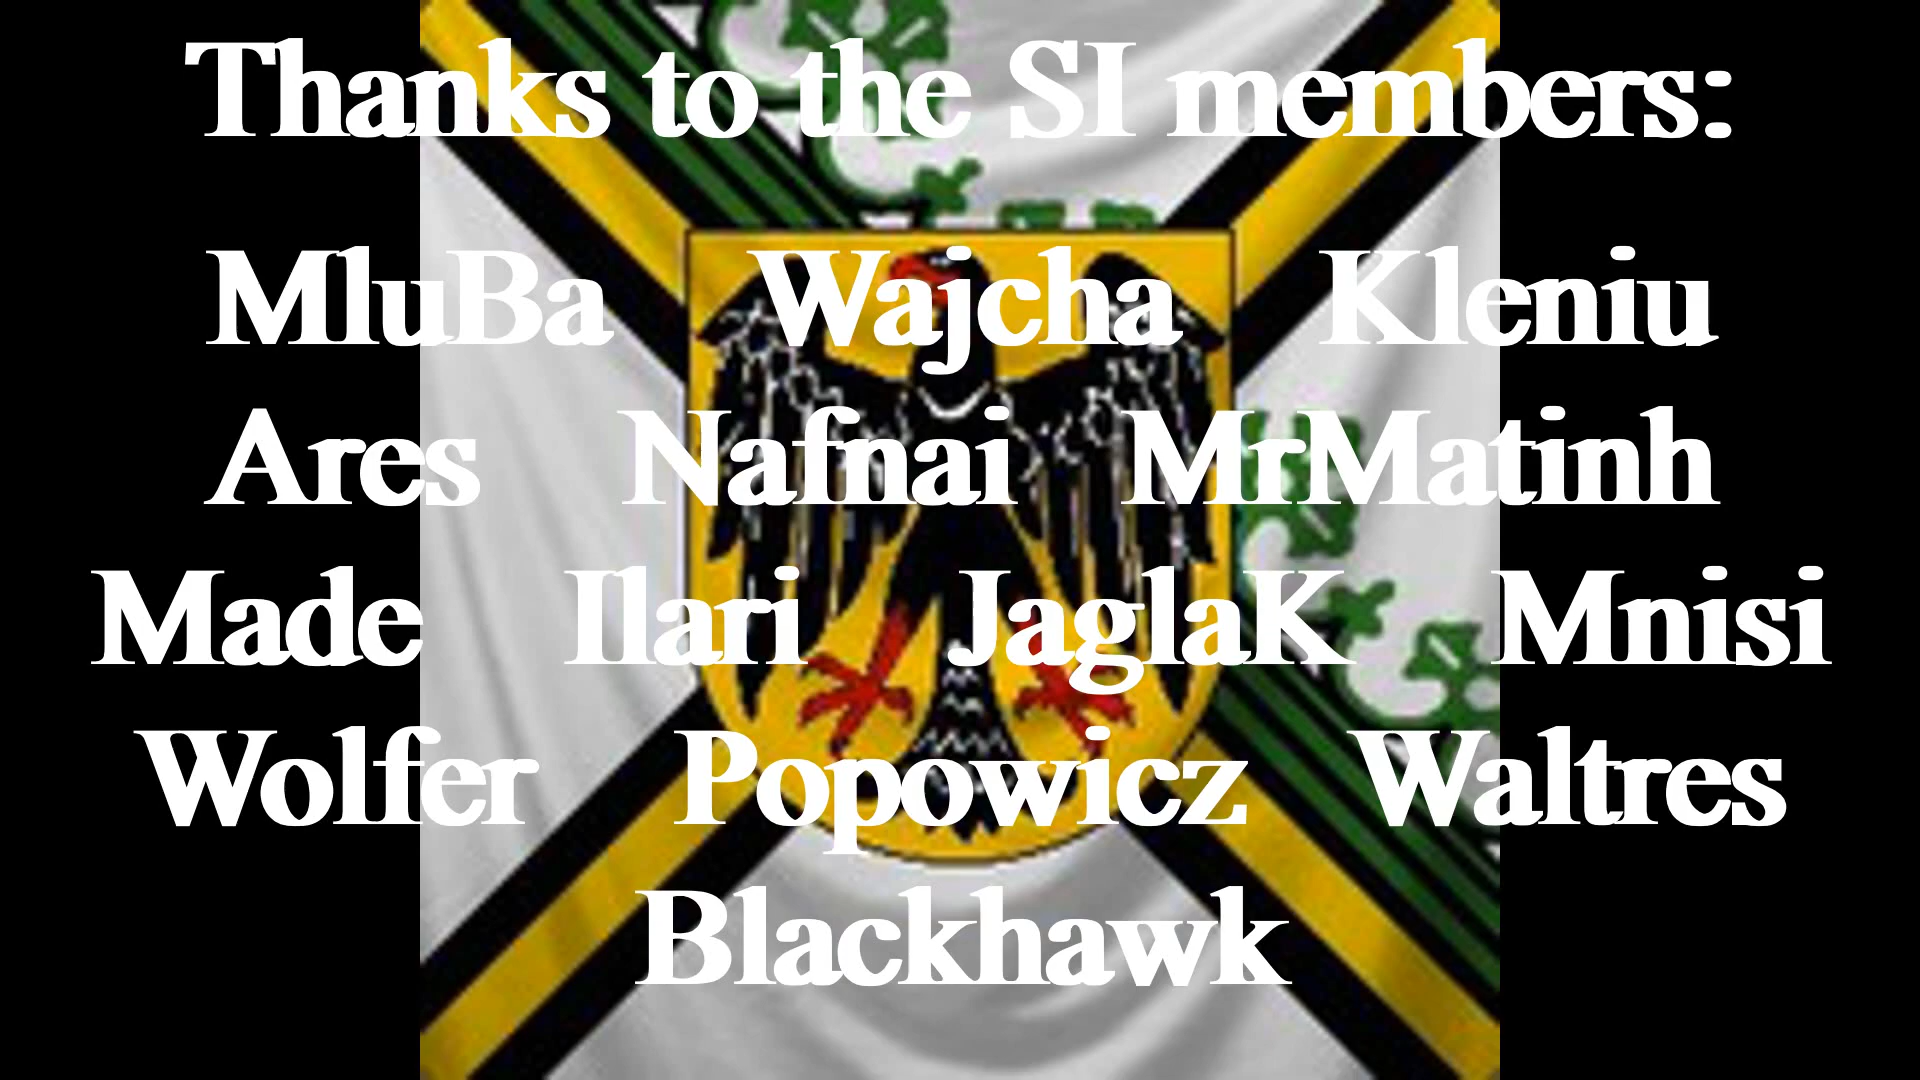 Thanks to the SI members:
MluBa Wajcha Kleniu
Ares Nafnai MrMatinh
Made Ilari JaglaK Mnisi
Wolfer Popowicz Waltres
Blackhawk